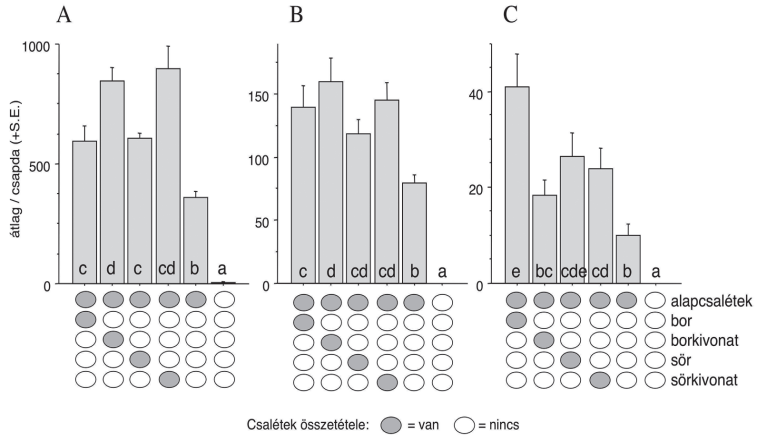 A B C
átlag / csapda (+S.E.)
1000
500
0
c d c cd b a
150
100
50
0
c d cd cd b a
40
20
0
e bc cde cd b a
alapcsalétek
bor
borkivonat
sör
sörkivonat
Csalétek összetétele: = van = nincs